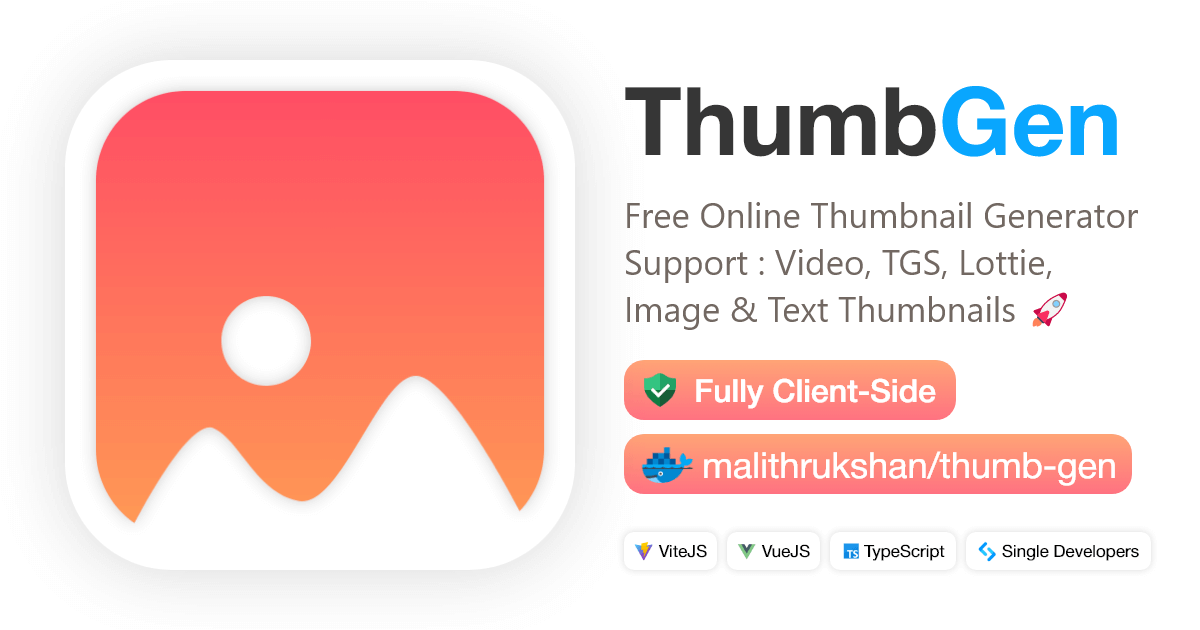 ThumbGen
Free Online Thumbnail Generator
Support : Video, TGS, Lottie,
Image & Text Thumbnails 🚀
Fully Client-Side
malithrukshan/thumb-gen
ViteJS
VueJS
TS TypeScript
Single Developers